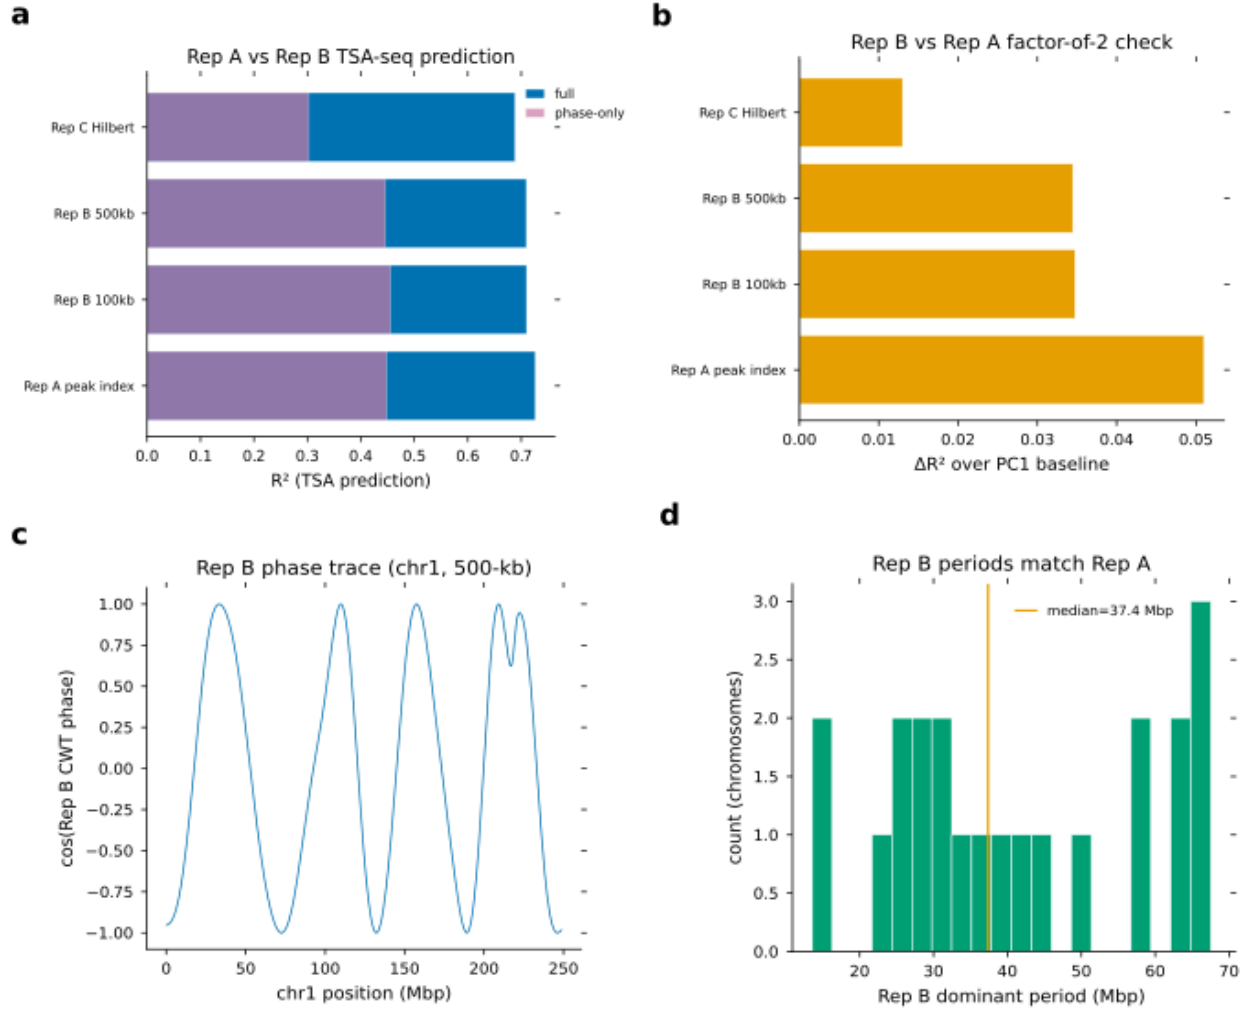 a
Rep A vs Rep B TSA-seq prediction
full
phase-only
Rep C Hilbert
Rep B 500kb
Rep B 100kb
Rep A peak index
0.0 0.1 0.2 0.3 0.4 0.5 0.6 0.7
R² (TSA prediction)
b
Rep B vs Rep A factor-of-2 check
Rep C Hilbert
Rep B 500kb
Rep B 100kb
Rep A peak index
0.00 0.01 0.02 0.03 0.04 0.05
ΔR² over PC1 baseline
c
Rep B phase trace (chr1, 500-kb)
cos(Rep B CWT phase)
1.00
0.75
0.50
0.25
0.00
−0.25
−0.50
−0.75
−1.00
0 50 100 150 200 250
chr1 position (Mbp)
d
Rep B periods match Rep A
median=37.4 Mbp
count (chromosomes)
3.0
2.5
2.0
1.5
1.0
0.5
0.0
20 30 40 50 60 70
Rep B dominant period (Mbp)